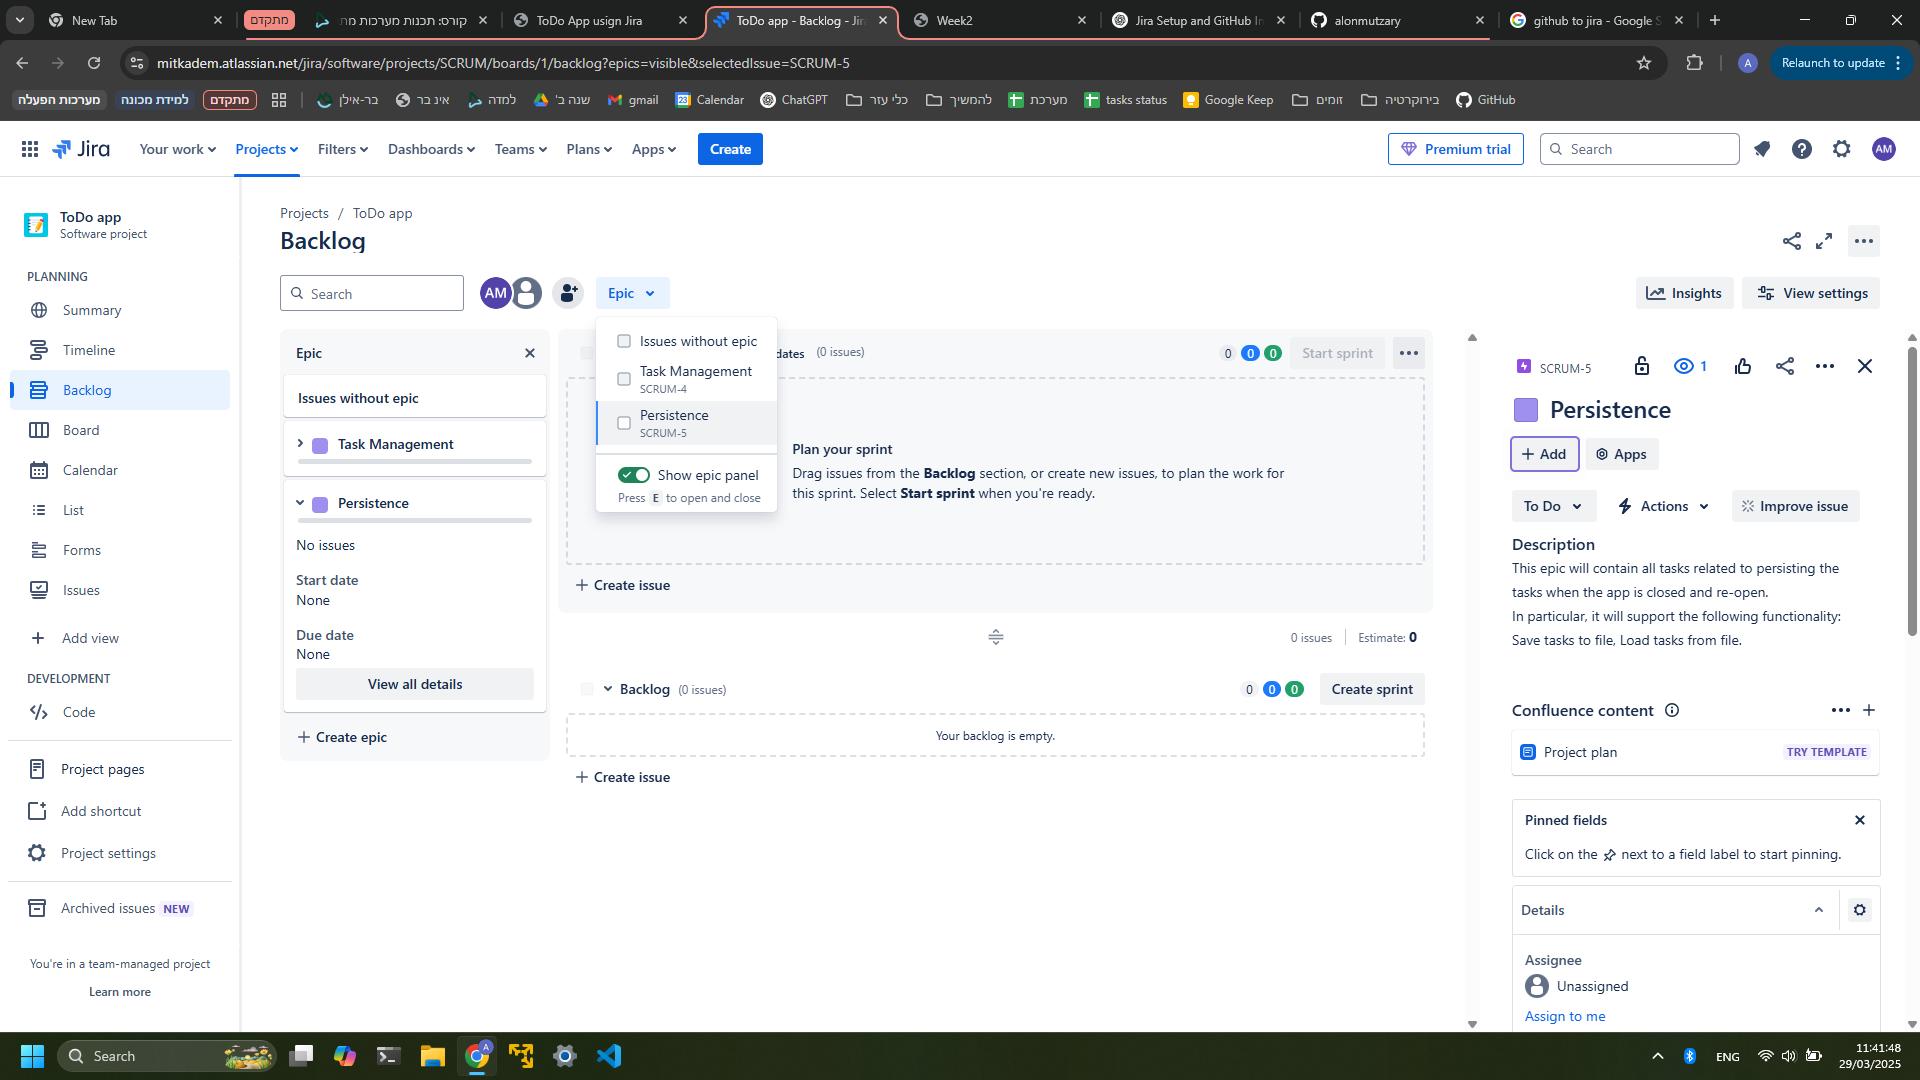 New Tab
מתקדם
קורס: תכנות מערכות מת
ToDo App usign Jira
ToDo app - Backlog - Jir
Week2
Jira Setup and GitHub In
alonmutzary
github to jira - Google S
mitkadem.atlassian.net/jira/software/projects/SCRUM/boards/1/backlog?epics=visible&selectedIssue=SCRUM-5
A
Relaunch to update
מערכות הפעלה
למידת מכונה
מתקדם
בר-אילן
אינ בר
למדה
שנה ב'
gmail
Calendar
ChatGPT
כלי עזר
להמשיך
מערכת
tasks status
Google Keep
זומים
בירוקרטיה
GitHub
Jira
Your work
Projects
Filters
Dashboards
Teams
Plans
Apps
Create
Premium trial
Search
AM
ToDo app
Software project
PLANNING
Summary
Timeline
Backlog
Board
Calendar
List
Forms
Issues
Add view
DEVELOPMENT
Code
Project pages
Add shortcut
Project settings
Archived issues NEW
You're in a team-managed project
Learn more
Projects / ToDo app
Backlog
Search
AM
Epic
Insights
View settings
Epic
Issues without epic
Task Management
Persistence
No issues
Start date
None
Due date
None
View all details
+ Create epic
Issues without epic
Task Management
SCRUM-4
Persistence
SCRUM-5
Show epic panel
Press E to open and close
dates (0 issues)
0 0 0
Start sprint
Plan your sprint
Drag issues from the Backlog section, or create new issues, to plan the work for
this sprint. Select Start sprint when you're ready.
+ Create issue
0 issues
Estimate: 0
Backlog (0 issues)
0 0 0
Create sprint
Your backlog is empty.
+ Create issue
SCRUM-5
1
Persistence
+ Add
Apps
To Do
Actions
Improve issue
Description
This epic will contain all tasks related to persisting the
tasks when the app is closed and re-open.
In particular, it will support the following functionality:
Save tasks to file, Load tasks from file.
Confluence content
Project plan
TRY TEMPLATE
Pinned fields
Click on the next to a field label to start pinning.
Details
Assignee
Unassigned
Assign to me
Search
A
ENG
11:41:48
29/03/2025